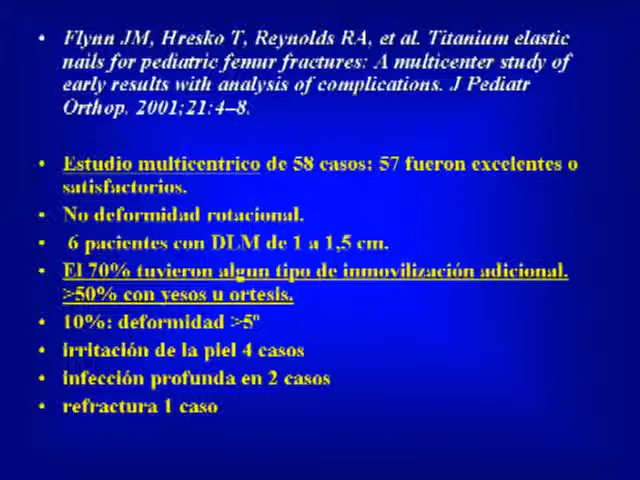 • Flynn JM, Hresko T, Reynolds RA, et al. Titanium elastic
nails for pediatric femur fractures: A multicenter study of
early results with analysis of complications. J Pediatr
Orthop. 2001;21:4–8.
• Estudio multicentrico de 58 casos: 57 fueron excelentes o
satisfactorios.
• No deformidad rotacional.
• 6 pacientes con DLM de 1 a 1,5 cm.
• El 70% tuvieron algun tipo de inmovilización adicional.
>50% con yesos u ortesis.
• 10%: deformidad >5º
• irritación de la piel 4 casos
• infección profunda en 2 casos
• refractura 1 caso